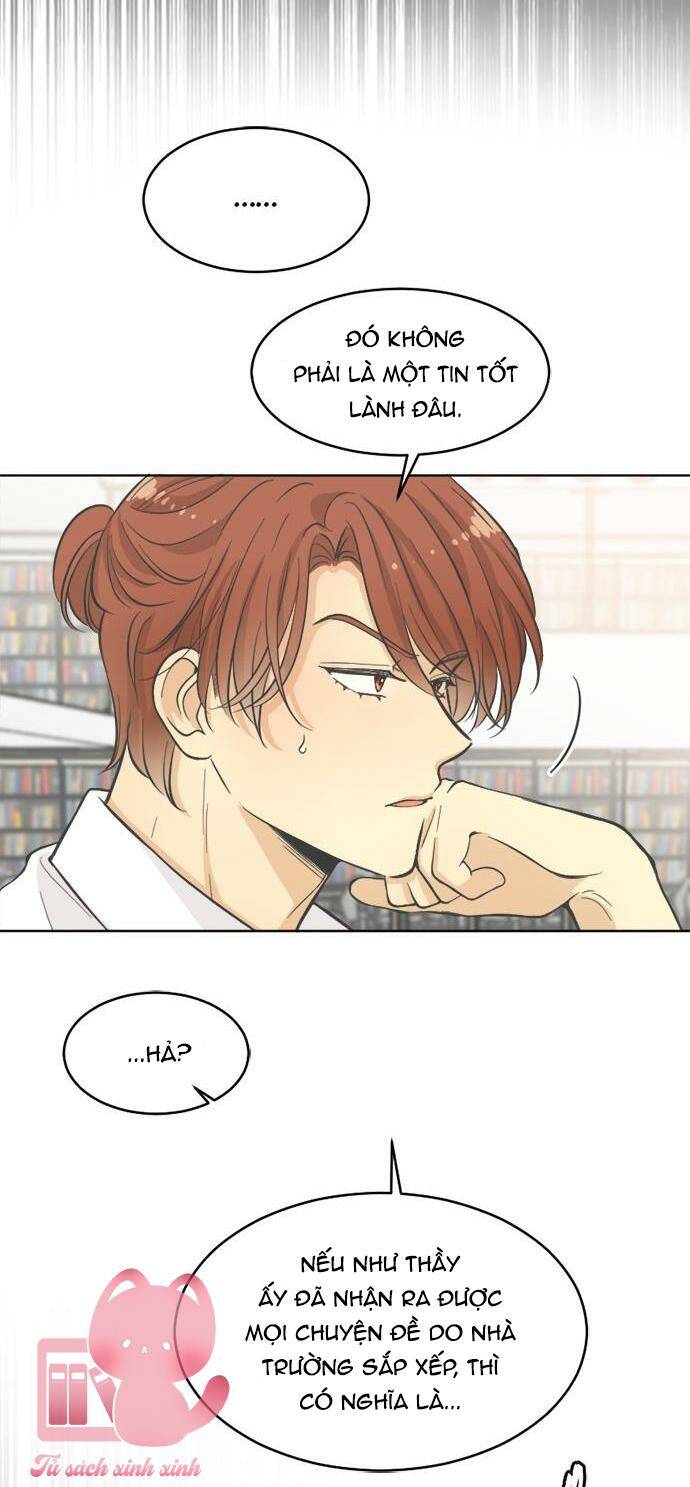 ......
ĐÓ KHÔNG
PHẢI LÀ MỘT TIN TỐT
LÀNH ĐÂU.
...HẢ?
NẾU NHƯ THẦY
ẤY ĐÃ NHẬN RA ĐƯỢC
MỌI CHUYỆN ĐỀ DO NHÀ
TRƯỜNG SẮP XẾP, THÌ
CÓ NGHĨA LÀ...
Tủ sách xinh xinh